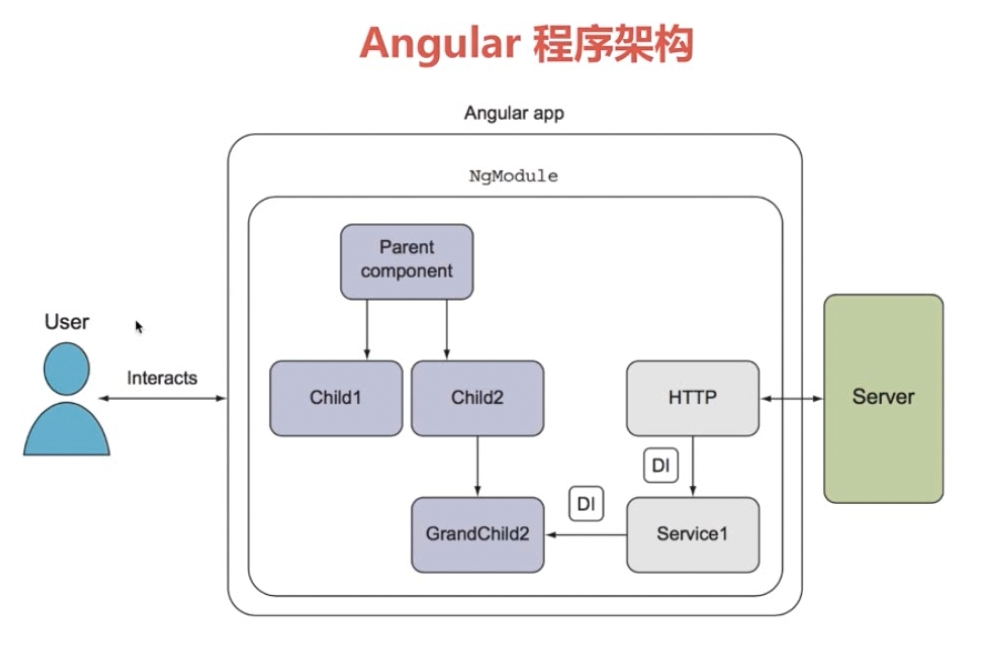 Angular 程序架构
Angular app
NgModule
Parent
component
User
Interacts
Child1
Child2
HTTP
Server
DI
DI
GrandChild2
Service1